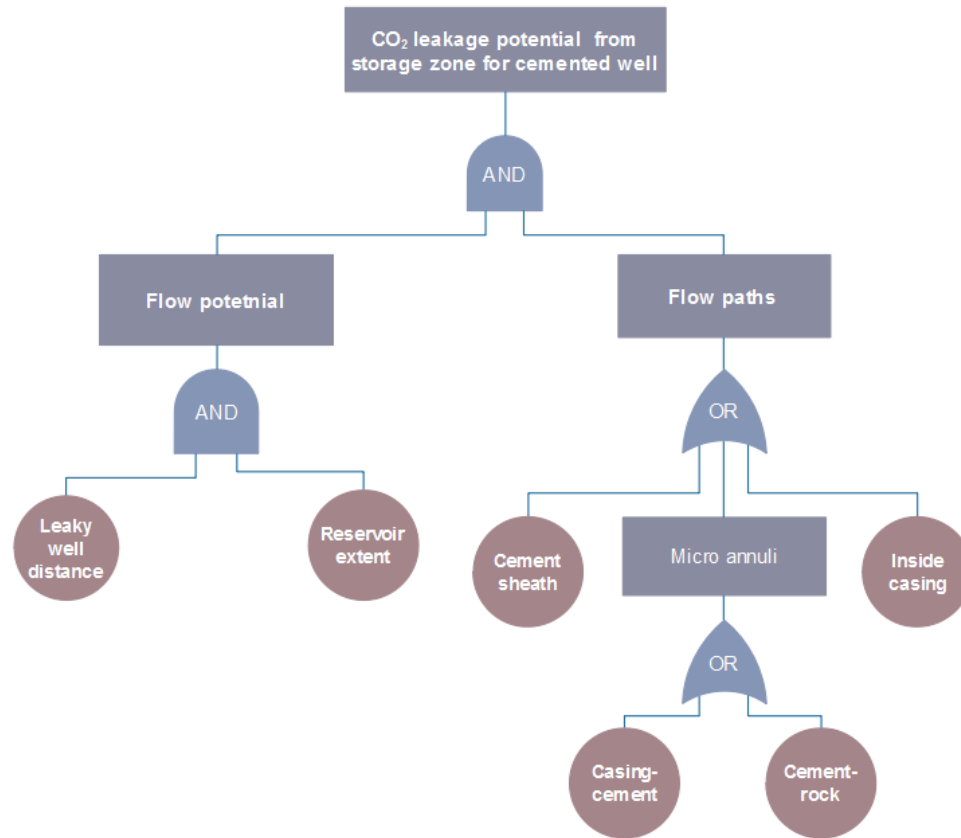 CO₂ leakage potential from
storage zone for cemented well
AND
Flow potetnial
Flow paths
AND
OR
Leaky
well
distance
Reservoir
extent
Cement
sheath
Micro annuli
Inside
casing
OR
Casing-
cement
Cement-
rock